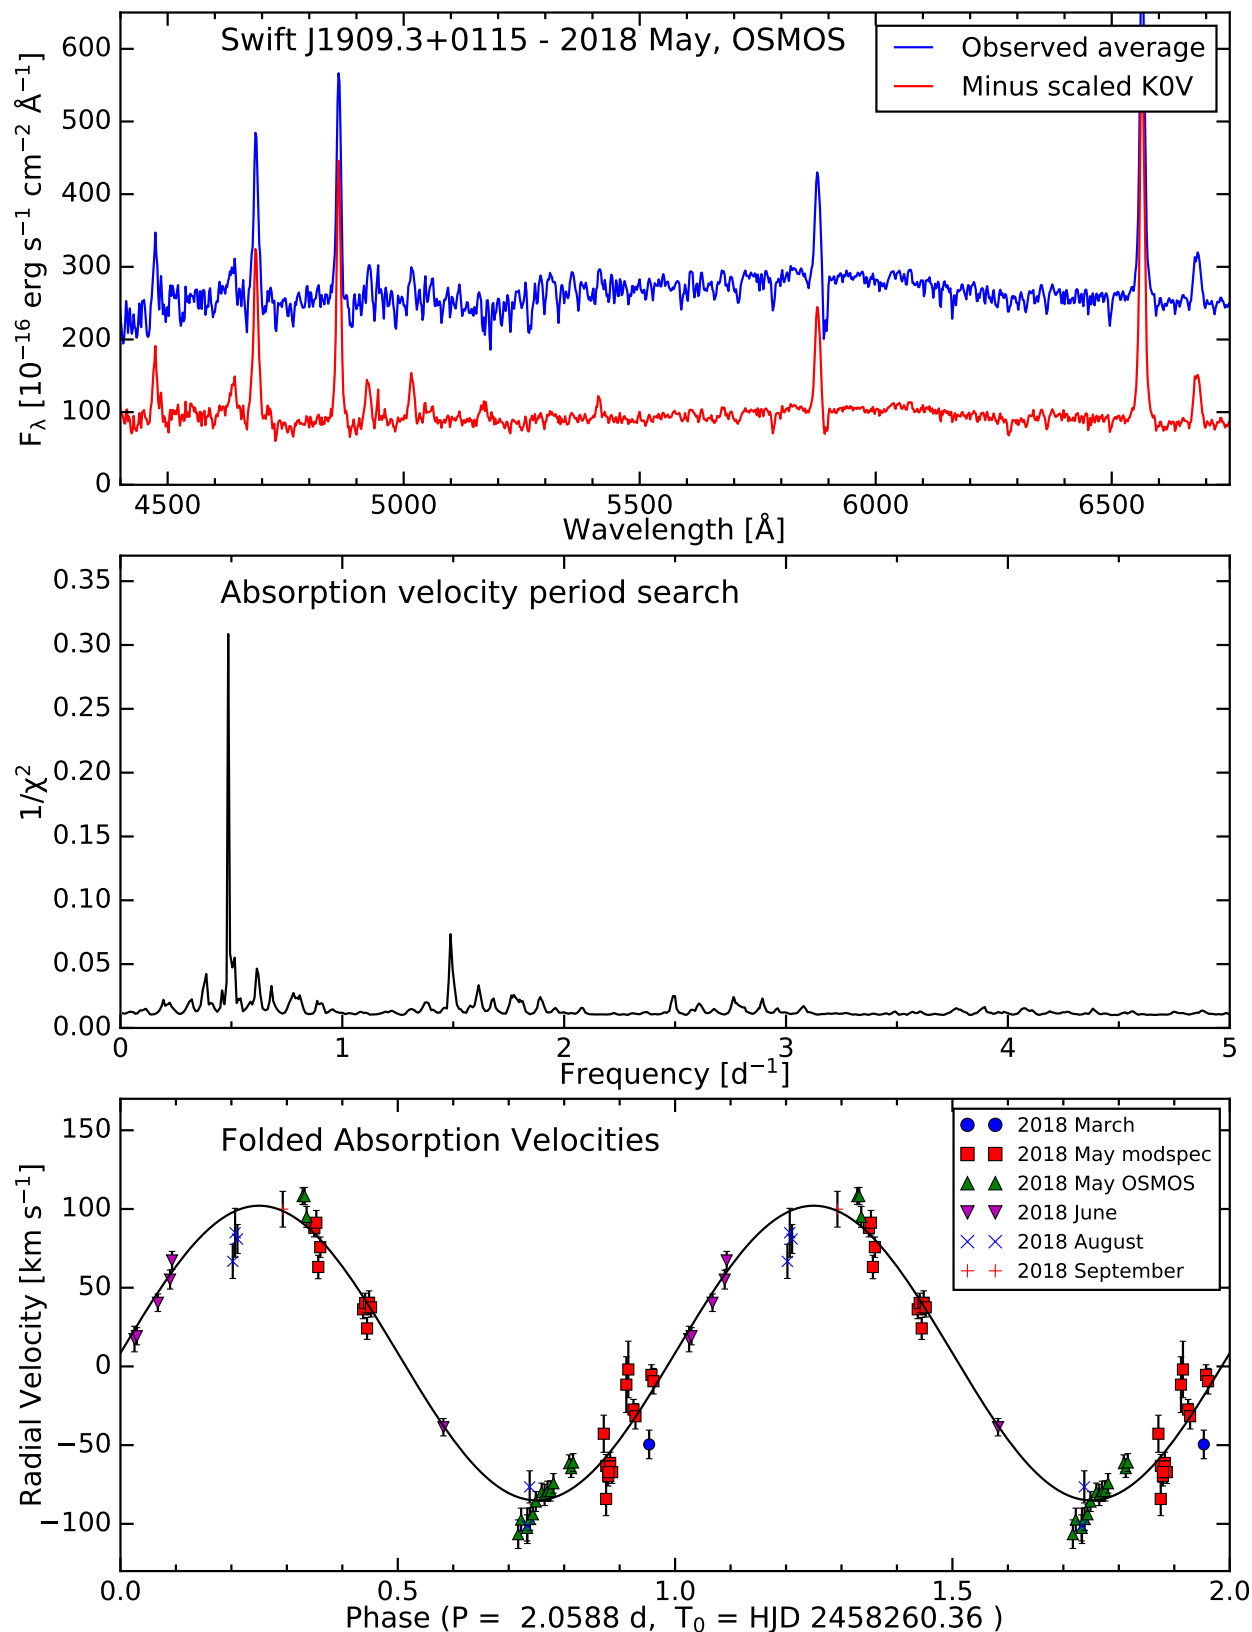 Swift J1909.3+0115 - 2018 May, OSMOS
Observed average
Minus scaled K0V
600
500
400
300
200
100
0
F_λ [10⁻¹⁶ erg s⁻¹ cm⁻² Å⁻¹]
4500 5000 5500 6000 6500
Wavelength [Å]
Absorption velocity period search
0.35
0.30
0.25
0.20
0.15
0.10
0.05
0.00
1/χ²
0 1 2 3 4 5
Frequency [d⁻¹]
Folded Absorption Velocities
2018 March
2018 May modspec
2018 May OSMOS
2018 June
2018 August
2018 September
150
100
50
0
−50
−100
Radial Velocity [km s⁻¹]
0.0 0.5 1.0 1.5 2.0
Phase (P = 2.0588 d, T₀ = HJD 2458260.36 )